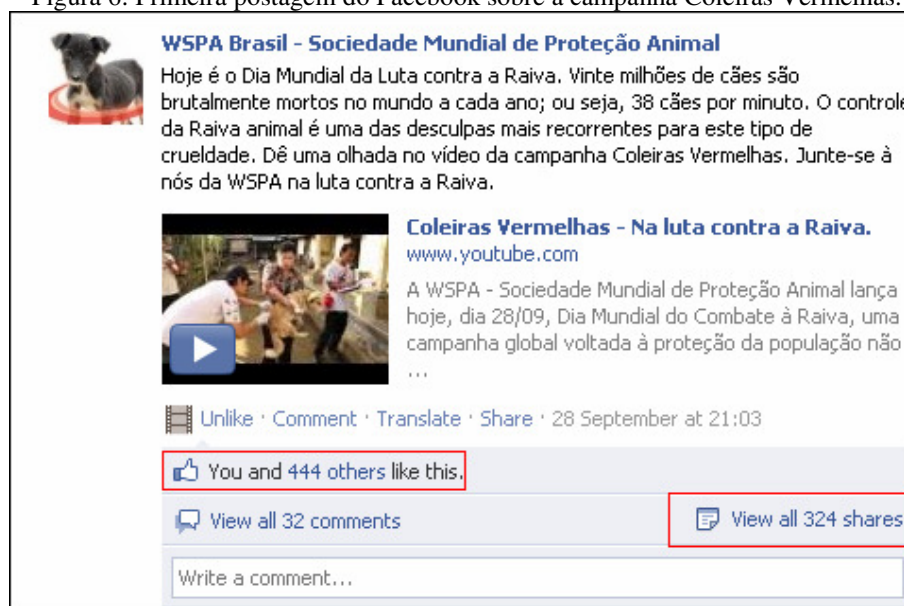 Figura 6. Primeira postagem do Facebook sobre a campanha Coleiras Vermelhas.
WSPA Brasil - Sociedade Mundial de Proteção Animal
Hoje é o Dia Mundial da Luta contra a Raiva. Vinte milhões de cães são
brutalmente mortos no mundo a cada ano; ou seja, 38 cães por minuto. O controle
da Raiva animal é uma das desculpas mais recorrentes para este tipo de
crueldade. Dê uma olhada no vídeo da campanha Coleiras Vermelhas. Junte-se à
nós da WSPA na luta contra a Raiva.
Coleiras Vermelhas - Na luta contra a Raiva.
www.youtube.com
A WSPA - Sociedade Mundial de Proteção Animal lança
hoje, dia 28/09, Dia Mundial do Combate à Raiva, uma
campanha global voltada à proteção da população não
...
Unlike · Comment · Translate · Share · 28 September at 21:03
You and 444 others like this.
View all 32 comments
View all 324 shares
Write a comment...